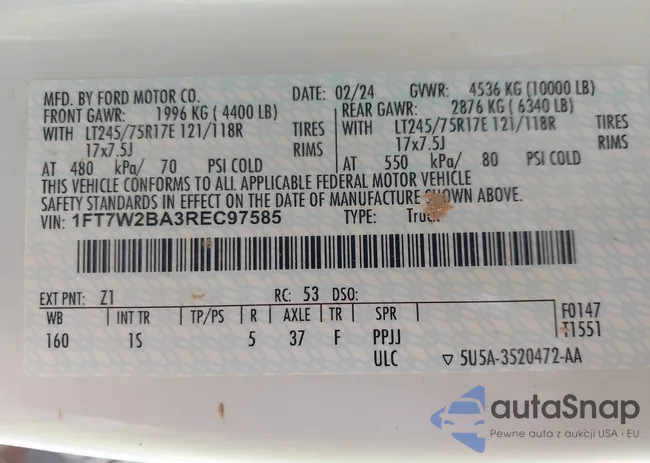 MFD. BY FORD MOTOR CO. DATE: 02/24 GVWR: 4536 KG (10000 LB)
FRONT GAWR: 1996 KG ( 4400 LB) REAR GAWR: 2876 KG ( 6340 LB)
WITH LT245/75R17E 121/118R TIRES WITH LT245/75R17E 121/118R TIRES
17x7.5J RIMS 17x7.5J RIMS
AT 480 kPa/ 70 PSI COLD AT 550 kPa/ 80 PSI COLD
THIS VEHICLE CONFORMS TO ALL APPLICABLE FEDERAL MOTOR VEHICLE
SAFETY STANDARDS IN EFFECT ON THE DATE OF MANUFACTURE SHOWN ABOVE.
VIN: 1FT7W2BA3REC97585 TYPE: Truck
EXT PNT: Z1 RC: 53 DSO:
WB INT TR TP/PS R AXLE TR SPR F0147
160 1S 5 37 F PPJJ T1551
ULC 5U5A-3520472-AA
autaSnap
Pewne auta z aukcji USA i EU